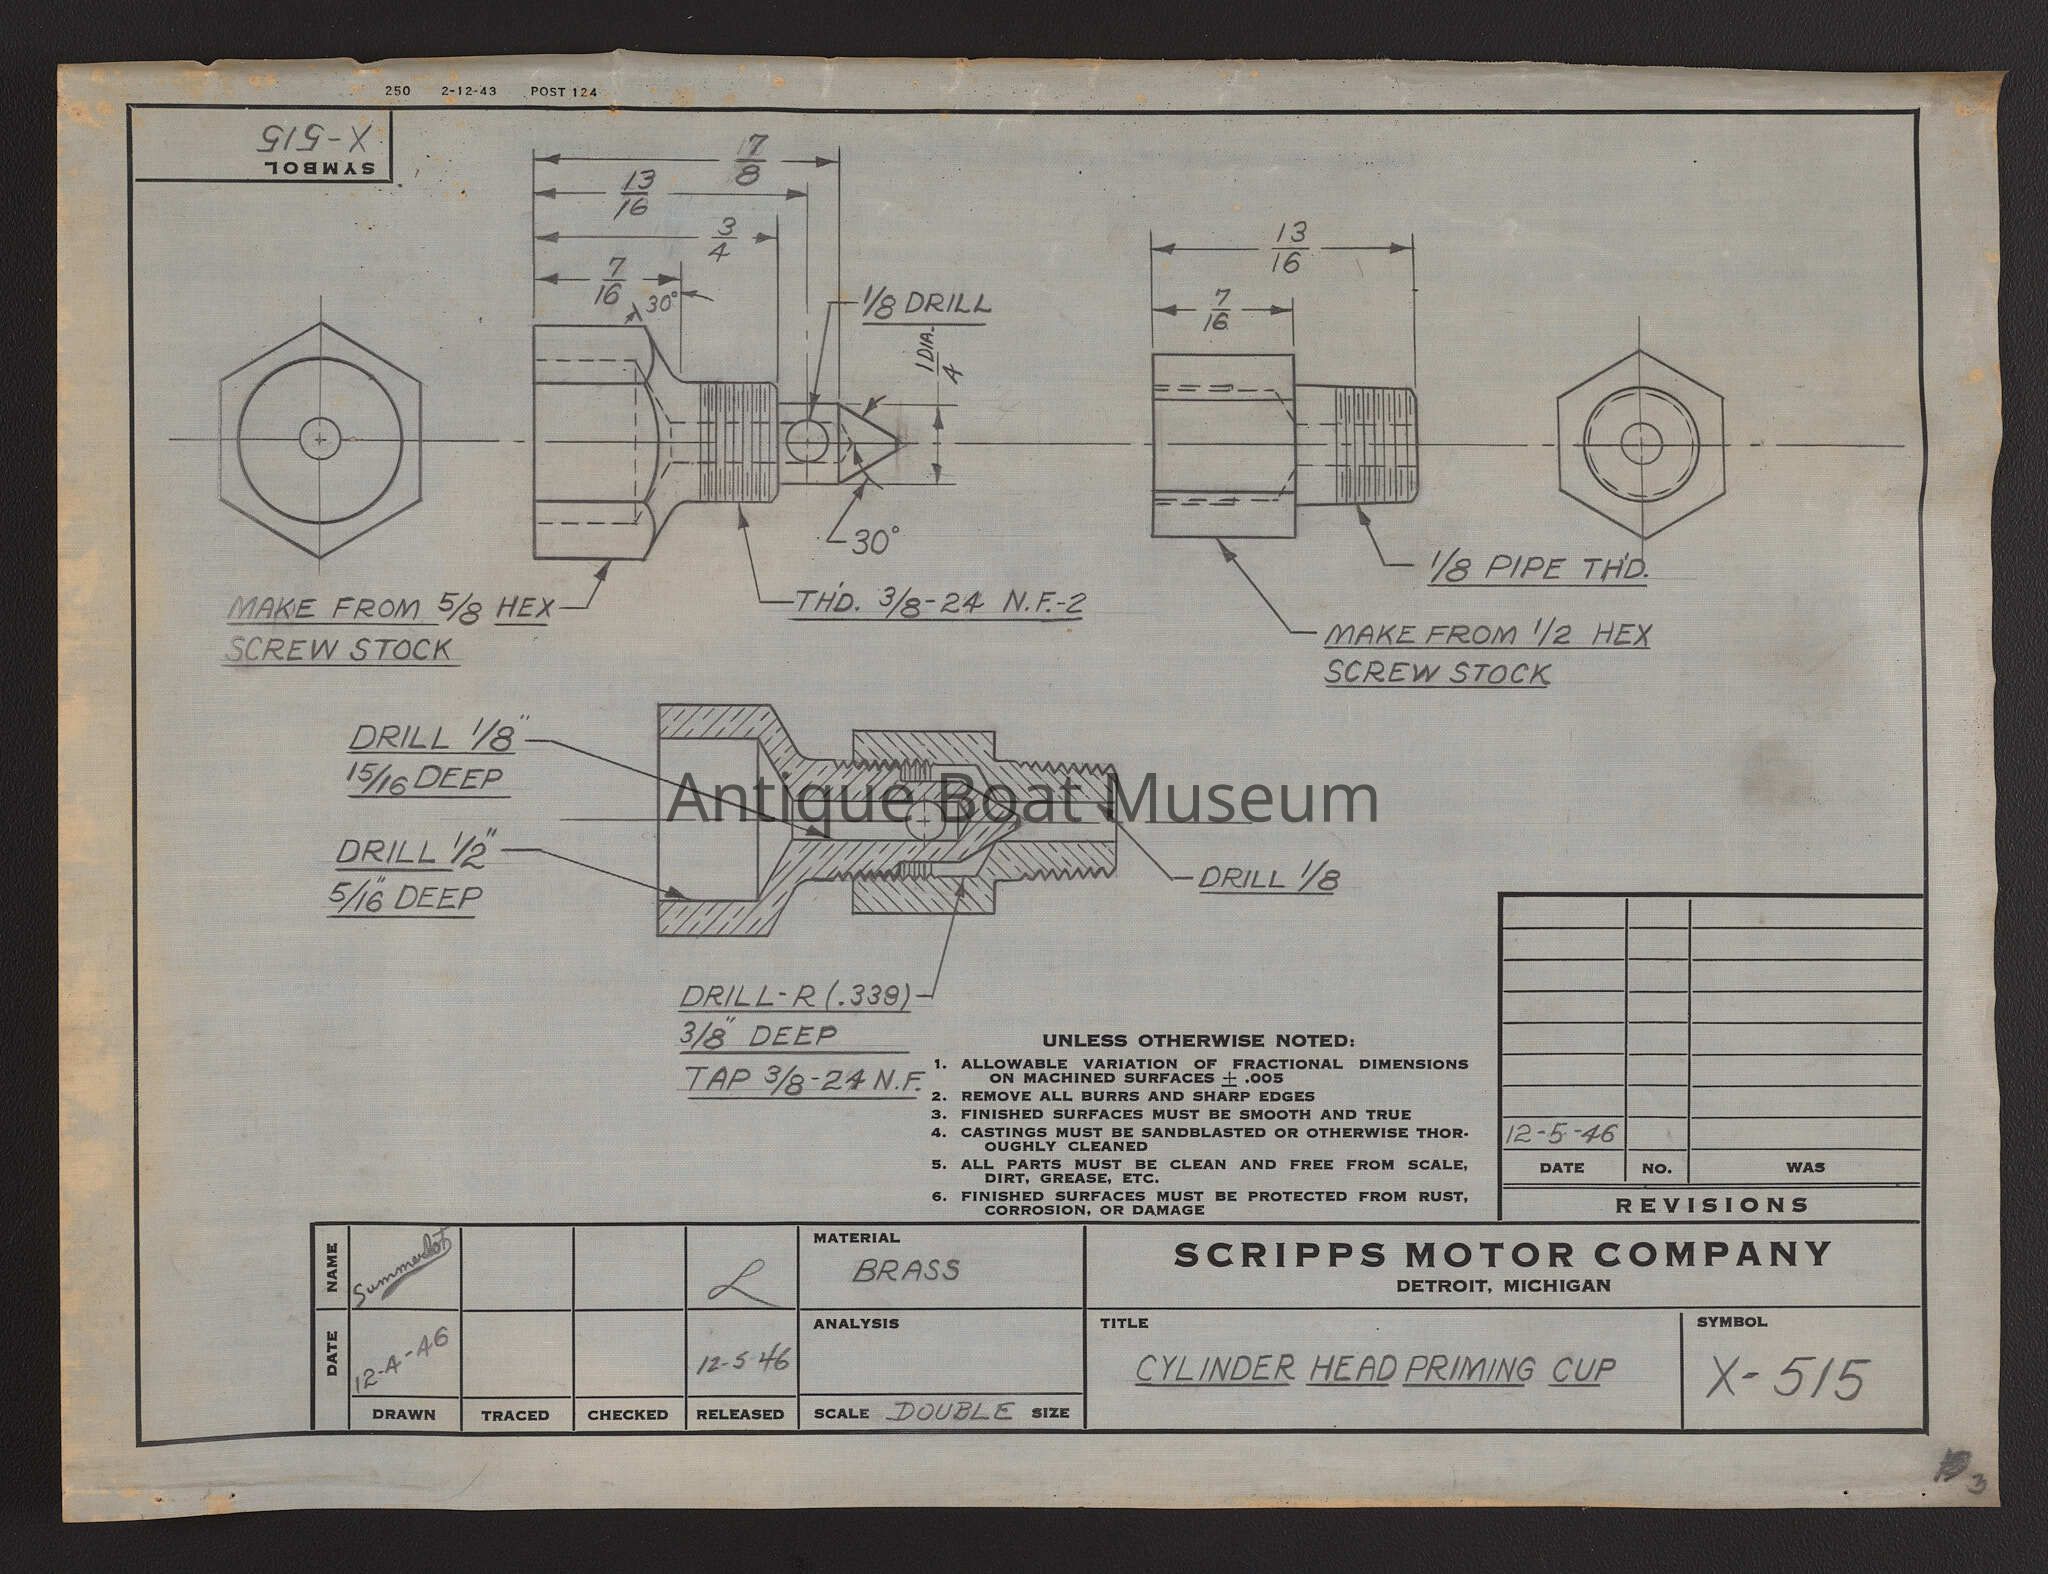 250 2-12-43 POST 124
X-515
SYMBOL
7/8
13/16
3/4
7/16
30°
1/8 DRILL
1/4 DIA.
30°
MAKE FROM 5/8 HEX
SCREW STOCK
THD. 3/8-24 N.F.-2
13/16
7/16
1/8 PIPE TH'D.
MAKE FROM 1/2 HEX
SCREW STOCK
DRILL 1/8"
15/16 DEEP
DRILL 1/2"
5/16" DEEP
Antique Boat Museum
DRILL 1/8
DRILL-R (.339)
3/8" DEEP
TAP 3/8-24 N.F.
UNLESS OTHERWISE NOTED:
1. ALLOWABLE VARIATION OF FRACTIONAL DIMENSIONS
ON MACHINED SURFACES ± .005
2. REMOVE ALL BURRS AND SHARP EDGES
3. FINISHED SURFACES MUST BE SMOOTH AND TRUE
4. CASTINGS MUST BE SANDBLASTED OR OTHERWISE THOR-
OUGHLY CLEANED
5. ALL PARTS MUST BE CLEAN AND FREE FROM SCALE,
DIRT, GREASE, ETC.
6. FINISHED SURFACES MUST BE PROTECTED FROM RUST,
CORROSION, OR DAMAGE
12-5-46
DATE NO. WAS
REVISIONS
NAME
L
DATE
12-4-46
12-5-46
DRAWN TRACED CHECKED RELEASED
MATERIAL
BRASS
ANALYSIS
SCALE DOUBLE SIZE
SCRIPPS MOTOR COMPANY
DETROIT, MICHIGAN
TITLE
CYLINDER HEAD PRIMING CUP
SYMBOL
X-515
3